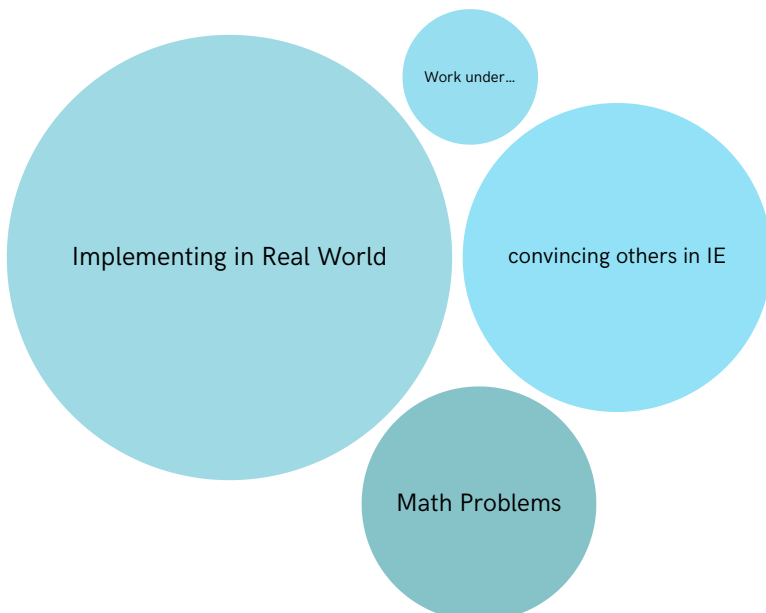 Work under…
Implementing in Real World
convincing others in IE
Math Problems